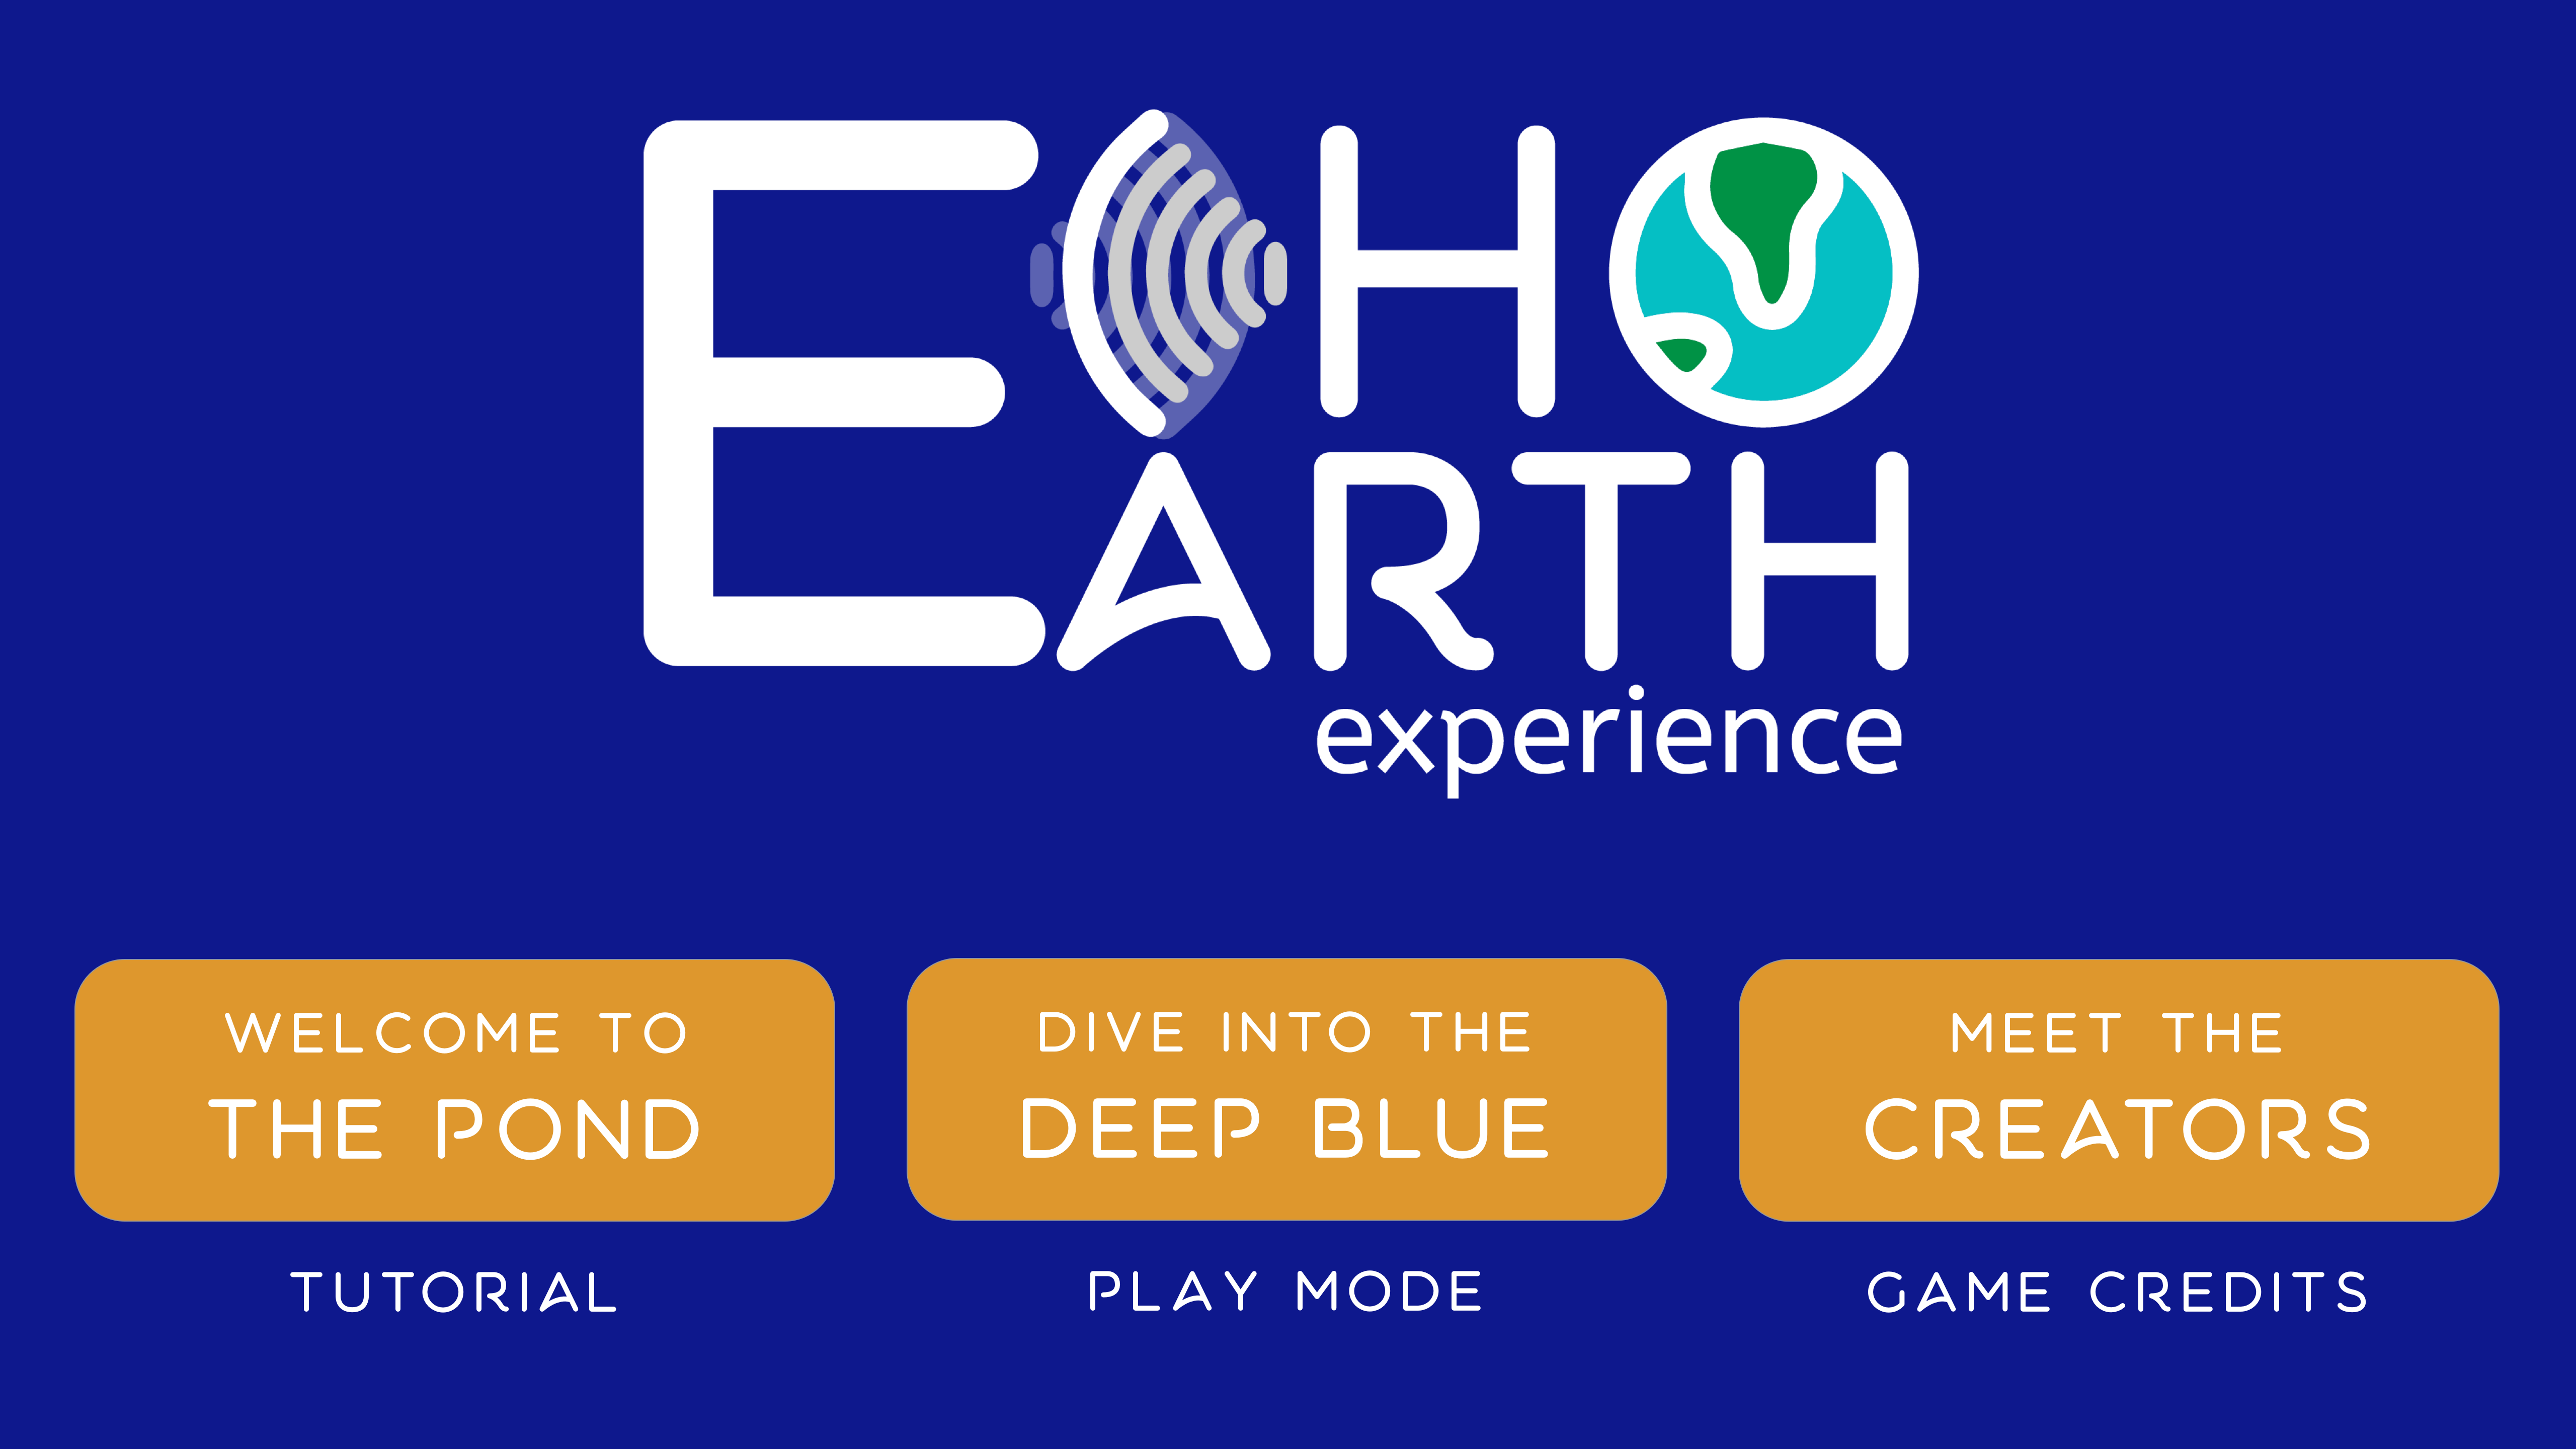 ECHO
EARTH
experience
WELCOME TO
THE POND
TUTORIAL
DIVE INTO THE
DEEP BLUE
PLAY MODE
MEET THE
CREATORS
GAME CREDITS